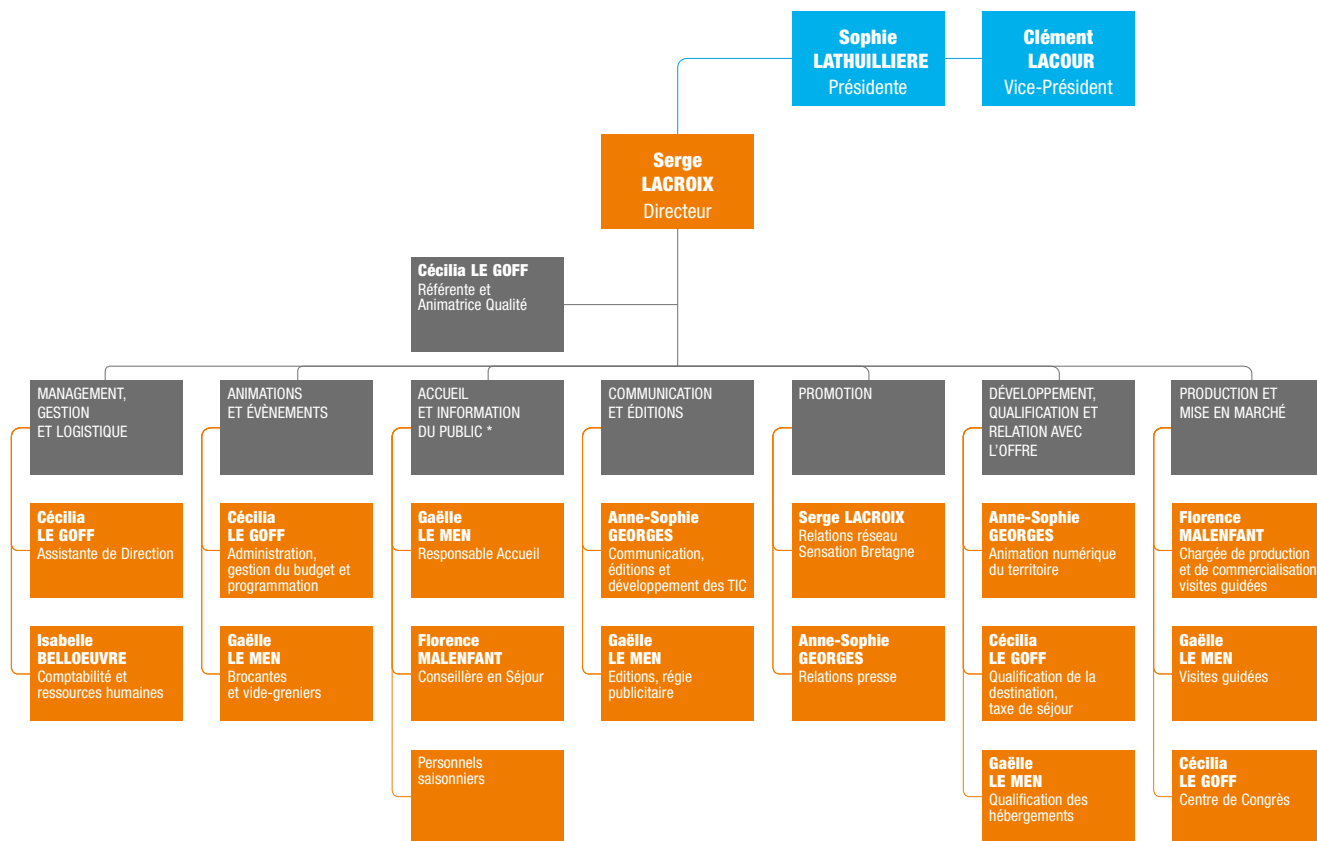 Sophie
LATHUILLIERE
Présidente
Clément
LACOUR
Vice-Président
Serge
LACROIX
Directeur
Cécilia LE GOFF
Référente et
Animatrice Qualité
MANAGEMENT,
GESTION
ET LOGISTIQUE
ANIMATIONS
ET ÉVÈNEMENTS
ACCUEIL
ET INFORMATION
DU PUBLIC *
COMMUNICATION
ET ÉDITIONS
PROMOTION
DÉVELOPPEMENT,
QUALIFICATION ET
RELATION AVEC
L'OFFRE
PRODUCTION ET
MISE EN MARCHÉ
Cécilia
LE GOFF
Assistante de Direction
Cécilia
LE GOFF
Administration,
gestion du budget et
programmation
Gaëlle
LE MEN
Responsable Accueil
Anne-Sophie
GEORGES
Communication,
éditions et
développement des TIC
Serge LACROIX
Relations réseau
Sensation Bretagne
Anne-Sophie
GEORGES
Animation numérique
du territoire
Florence
MALENFANT
Chargée de production
et de commercialisation
visites guidées
Isabelle
BELLOEUVRE
Comptabilité et
ressources humaines
Gaëlle
LE MEN
Brocantes
et vide-greniers
Florence
MALENFANT
Conseillère en Séjour
Gaëlle
LE MEN
Editions, régie
publicitaire
Anne-Sophie
GEORGES
Relations presse
Cécilia
LE GOFF
Qualification de la
destination,
taxe de séjour
Gaëlle
LE MEN
Visites guidées
Personnels
saisonniers
Gaëlle
LE MEN
Qualification des
hébergements
Cécilia
LE GOFF
Centre de Congrès